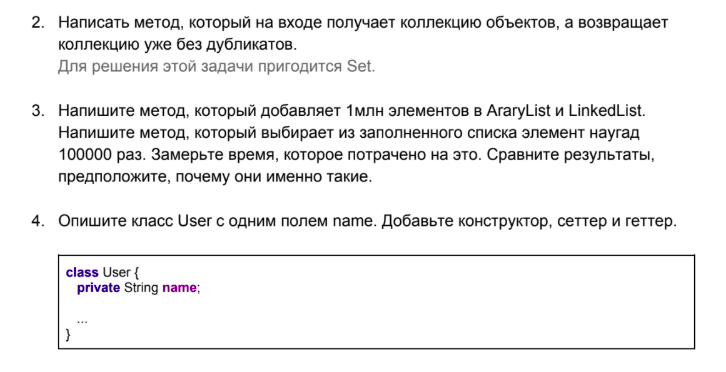 2. Написать метод, который на входе получает коллекцию объектов, а возвращает
коллекцию уже без дубликатов.
Для решения этой задачи пригодится Set.
3. Напишите метод, который добавляет 1млн элементов в AraryList и LinkedList.
Напишите метод, который выбирает из заполненного списка элемент наугад
100000 раз. Замерьте время, которое потрачено на это. Сравните результаты,
предположите, почему они именно такие.
4. Опишите класс User с одним полем name. Добавьте конструктор, сеттер и геттер.
class User {
private String name;
...
}